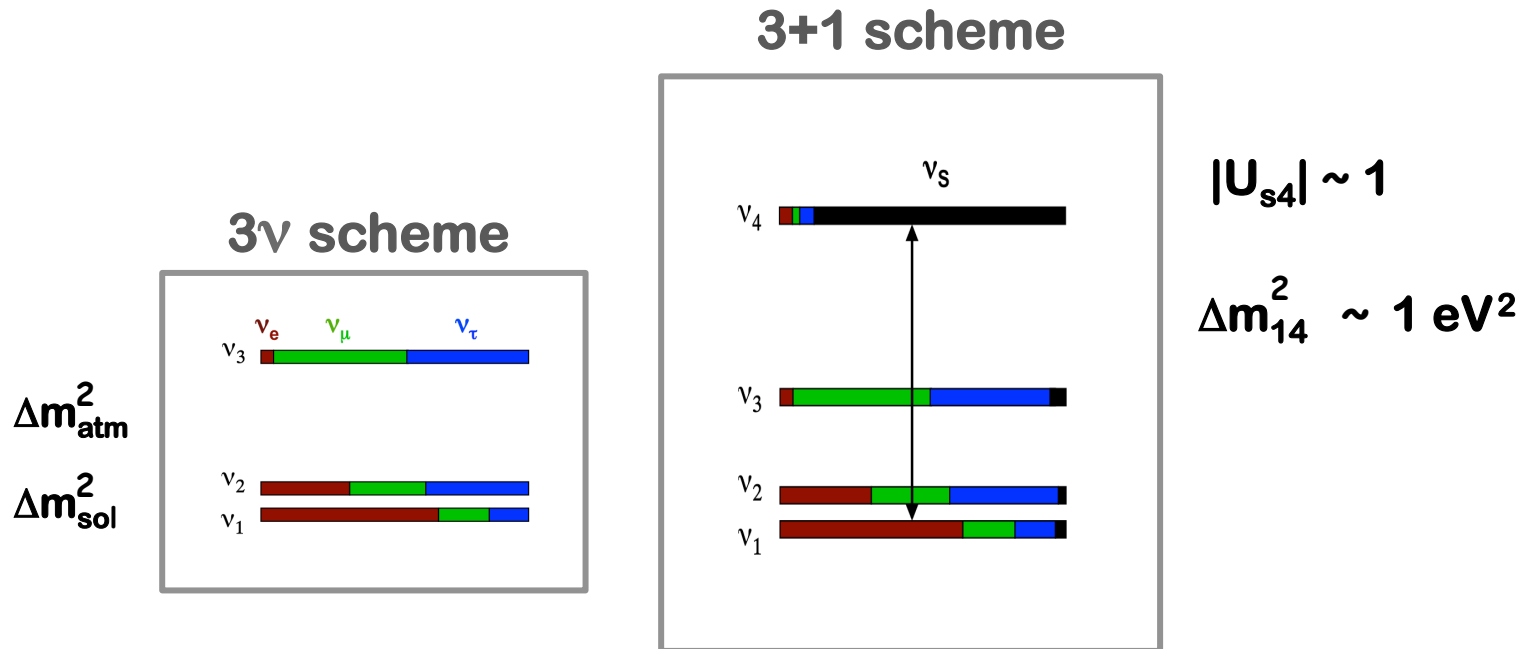 3+1 scheme
3ν scheme
νe νμ ντ
ν3
Δm²atm
ν2
Δm²sol
ν1
νS
ν4
ν3
ν2
ν1
|Us4| ~ 1
Δm²14 ~ 1 eV²